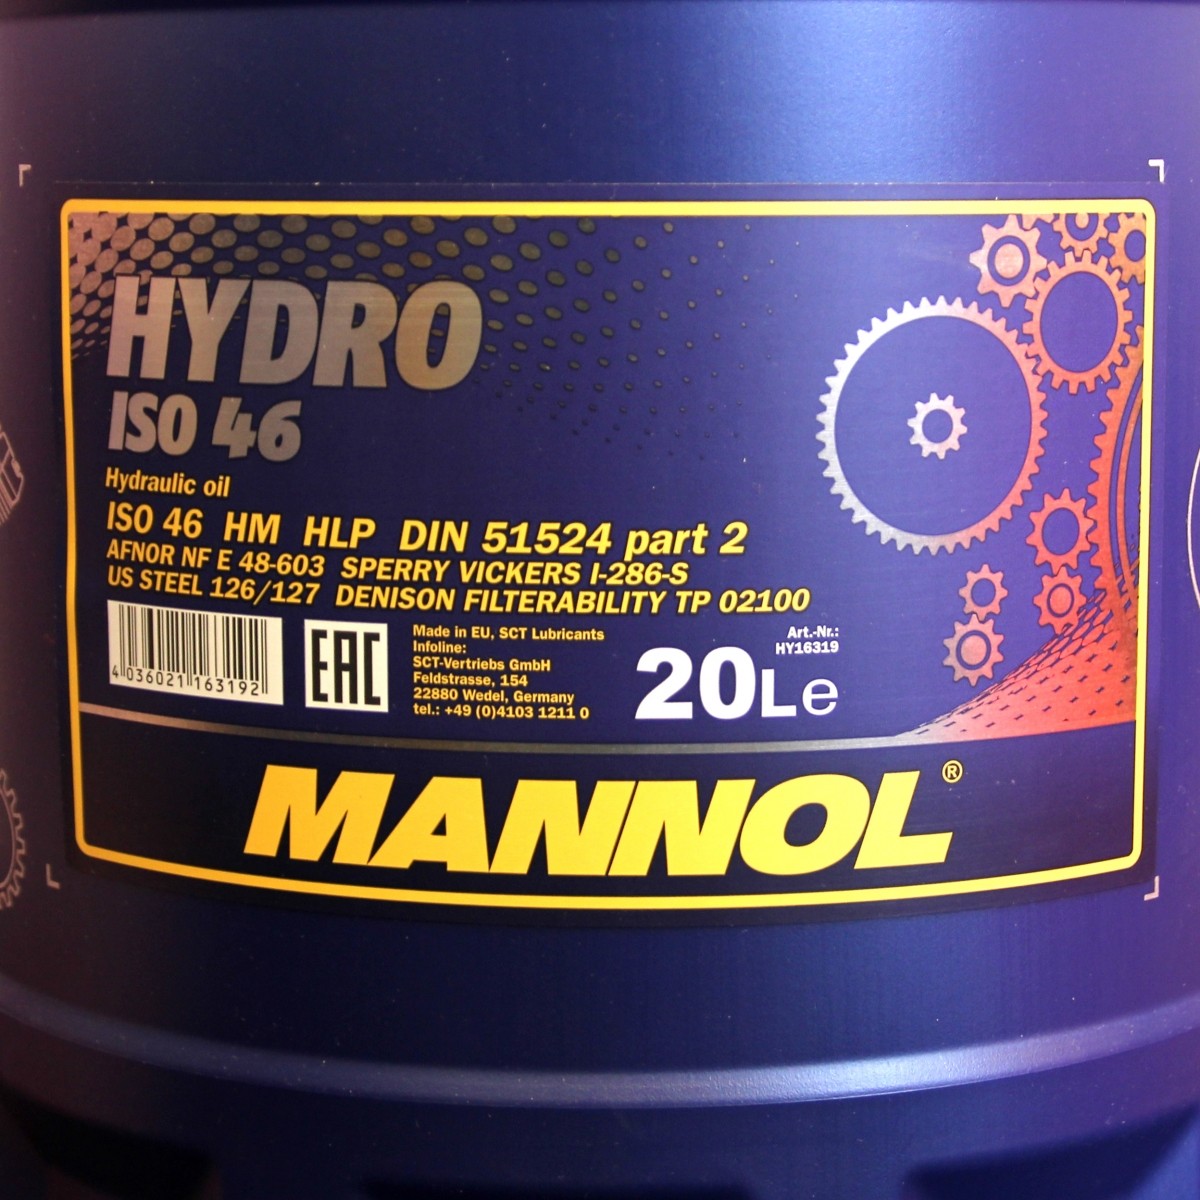 HYDRO
ISO 46
Hydraulic oil
ISO 46 HM HLP DIN 51524 part 2
AFNOR NF E 48-603 SPERRY VICKERS I-286-S
US STEEL 126/127 DENISON FILTERABILITY TP 02100
4 036021 163192
EAC
Made in EU, SCT Lubricants
Infoline:
SCT-Vertriebs GmbH
Feldstrasse, 154
22880 Wedel, Germany
tel.: +49 (0)4103 1211 0
Art.-Nr.:
HY16319
20L e
MANNOL®